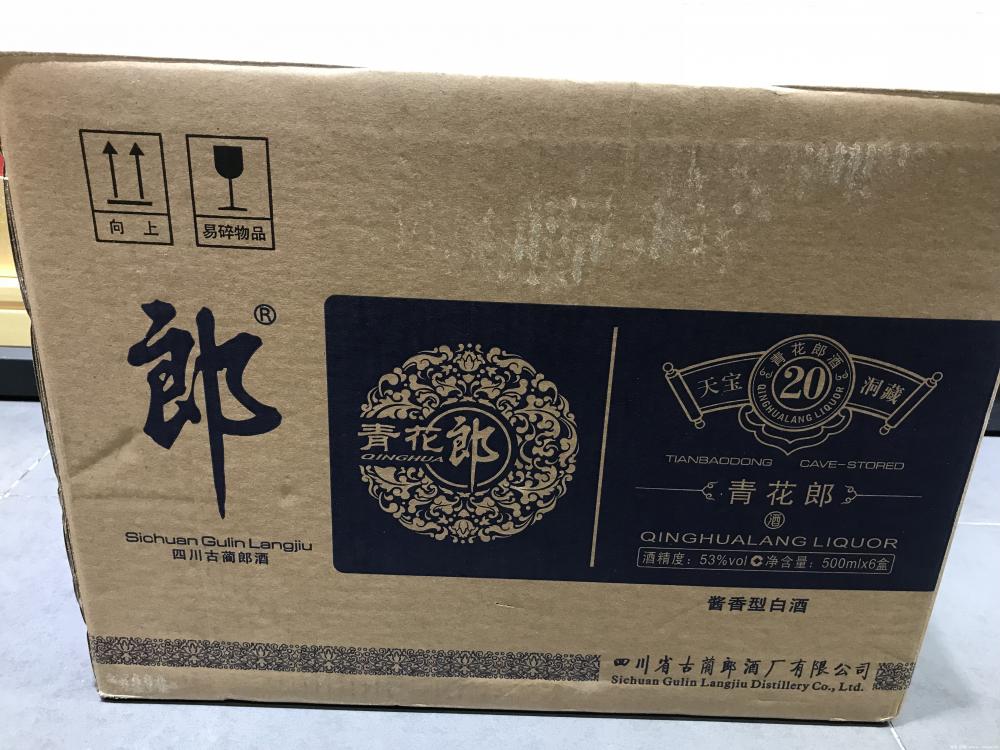 向 上
易碎物品
郎®
Sichuan Gulin Langjiu
四川古蔺郎酒
青花郎
QINGHUA
青花郎酒
天宝
20
洞藏
QINGHUALANG LIQUOR
TIANBAODONG CAVE-STORED
青花郎
酒
QINGHUALANG LIQUOR
酒精度：53%vol 净含量：500mlx6盒
酱香型白酒
四川省古蔺郎酒厂有限公司
Sichuan Gulin Langjiu Distillery Co., Ltd.